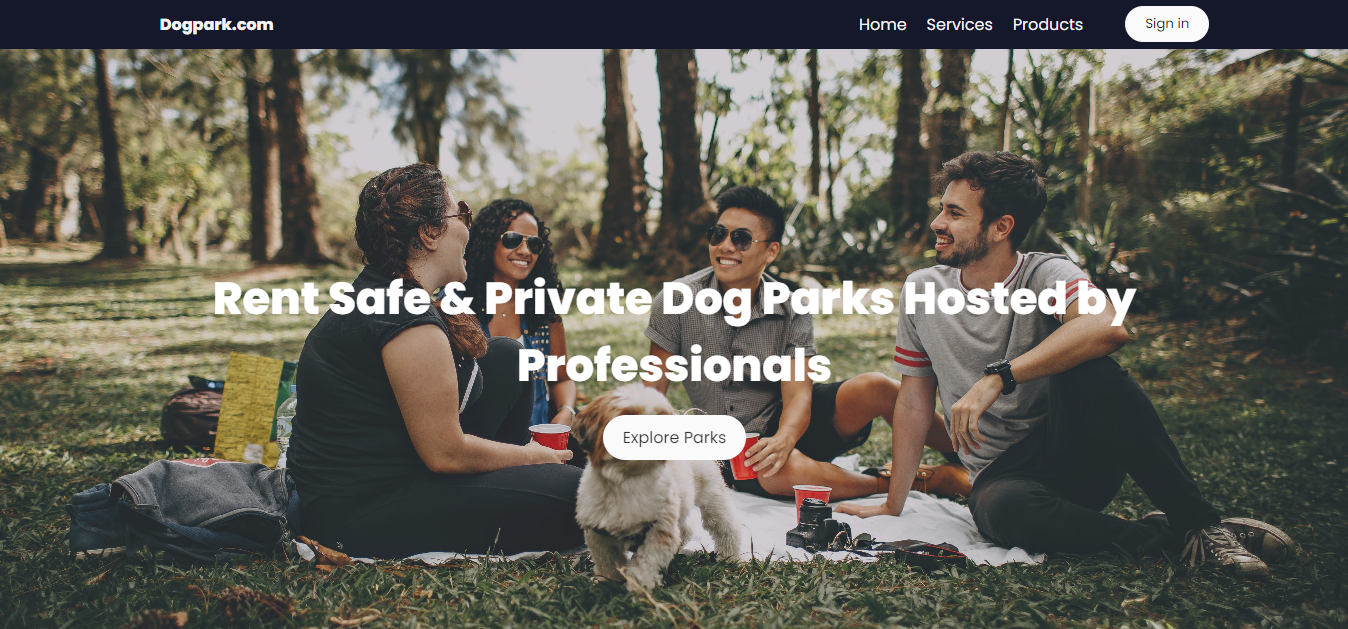 Dogpark.com Home Services Products Sign in
Rent Safe & Private Dog Parks Hosted by
Professionals
Explore Parks